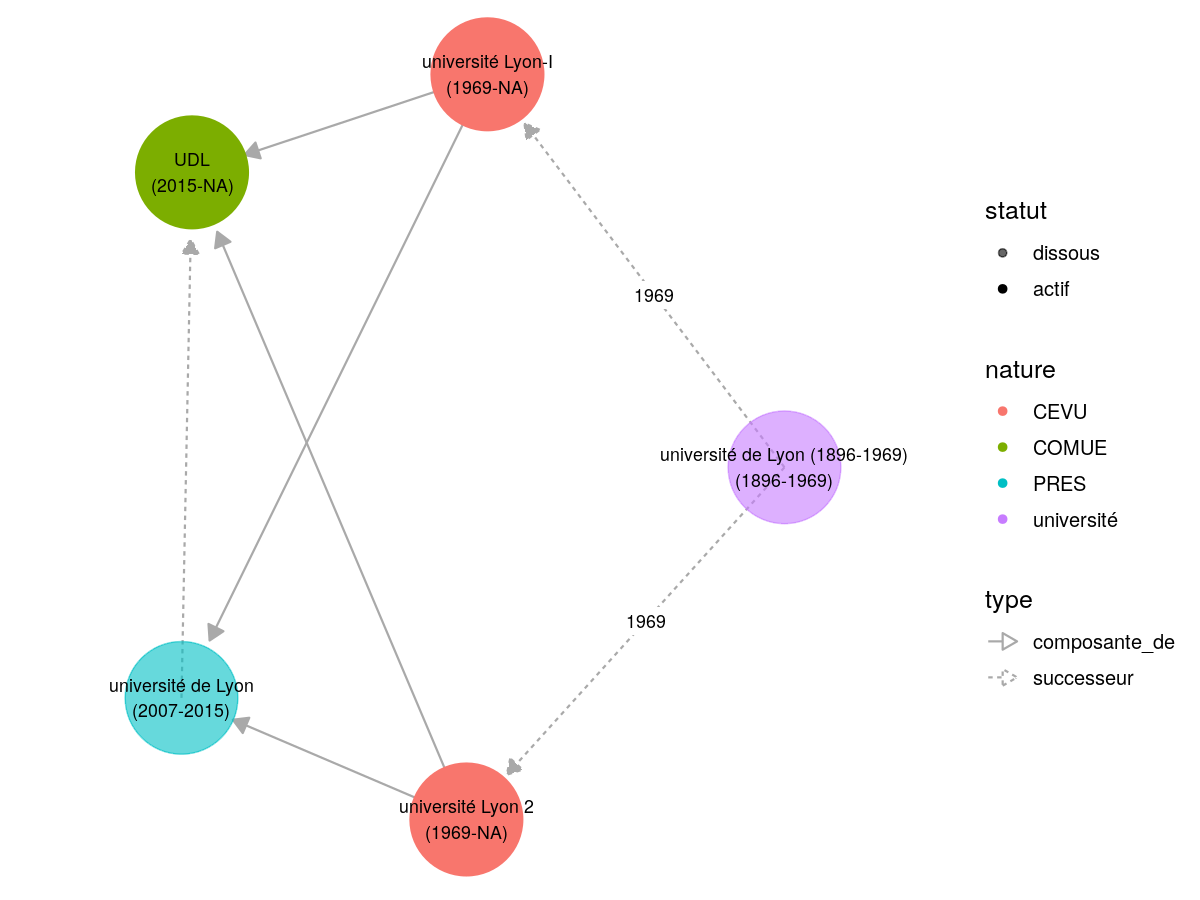 université Lyon-I
(1969-NA)
UDL
(2015-NA)
1969
université de Lyon (1896-1969)
(1896-1969)
1969
université de Lyon
(2007-2015)
université Lyon 2
(1969-NA)
statut
dissous
actif
nature
CEVU
COMUE
PRES
université
type
composante_de
successeur